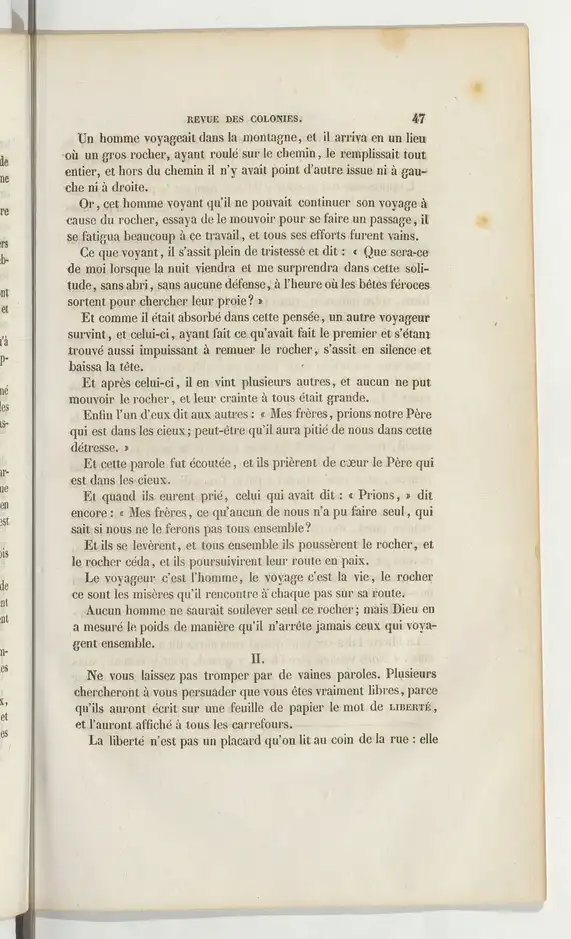 REVUE DES COLONIES. 47
Un homme voyageait dans la montagne, et il arriva en un lieu
où un gros rocher, ayant roulé sur le chemin, le remplissait tout
entier, et hors du chemin il n'y avait point d'autre issue ni à gau-
che ni à droite.
Or, cet homme voyant qu'il ne pouvait continuer son voyage à
cause du rocher, essaya de le mouvoir pour se faire un passage, il
se fatigua beaucoup à ce travail, et tous ses efforts furent vains.
Ce que voyant, il s'assit plein de tristesse et dit : « Que sera-ce
de moi lorsque la nuit viendra et me surprendra dans cette soli-
tude, sans abri, sans aucune défense, à l'heure où les bêtes féroces
sortent pour chercher leur proie? »
Et comme il était absorbé dans cette pensée, un autre voyageur
survint, et celui-ci, ayant fait ce qu'avait fait le premier et s'étant
trouvé aussi impuissant à remuer le rocher, s'assit en silence et
baissa la tête.
Et après celui-ci, il en vint plusieurs autres, et aucun ne put
mouvoir le rocher, et leur crainte à tous était grande.
Enfin l'un d'eux dit aux autres : « Mes frères, prions notre Père
qui est dans les cieux; peut-être qu'il aura pitié de nous dans cette
détresse. »
Et cette parole fut écoutée, et ils prièrent de cœur le Père qui
est dans les cieux.
Et quand ils eurent prié, celui qui avait dit : « Prions, » dit
encore : « Mes frères, ce qu'aucun de nous n'a pu faire seul, qui
sait si nous ne le ferons pas tous ensemble?
Et ils se levèrent, et tous ensemble ils poussèrent le rocher, et
le rocher céda, et ils poursuivirent leur route en paix.
Le voyageur c'est l'homme, le voyage c'est la vie, le rocher
ce sont les misères qu'il rencontre à chaque pas sur sa route.
Aucun homme ne saurait soulever seul ce rocher; mais Dieu en
a mesuré le poids de manière qu'il n'arrête jamais ceux qui voya-
gent ensemble.
II.
Ne vous laissez pas tromper par de vaines paroles. Plusieurs
chercheront à vous persuader que vous êtes vraiment libres, parce
qu'ils auront écrit sur une feuille de papier le mot de LIBERTÉ,
et l'auront affiché à tous les carrefours.
La liberté n'est pas un placard qu'on lit au coin de la rue : elle